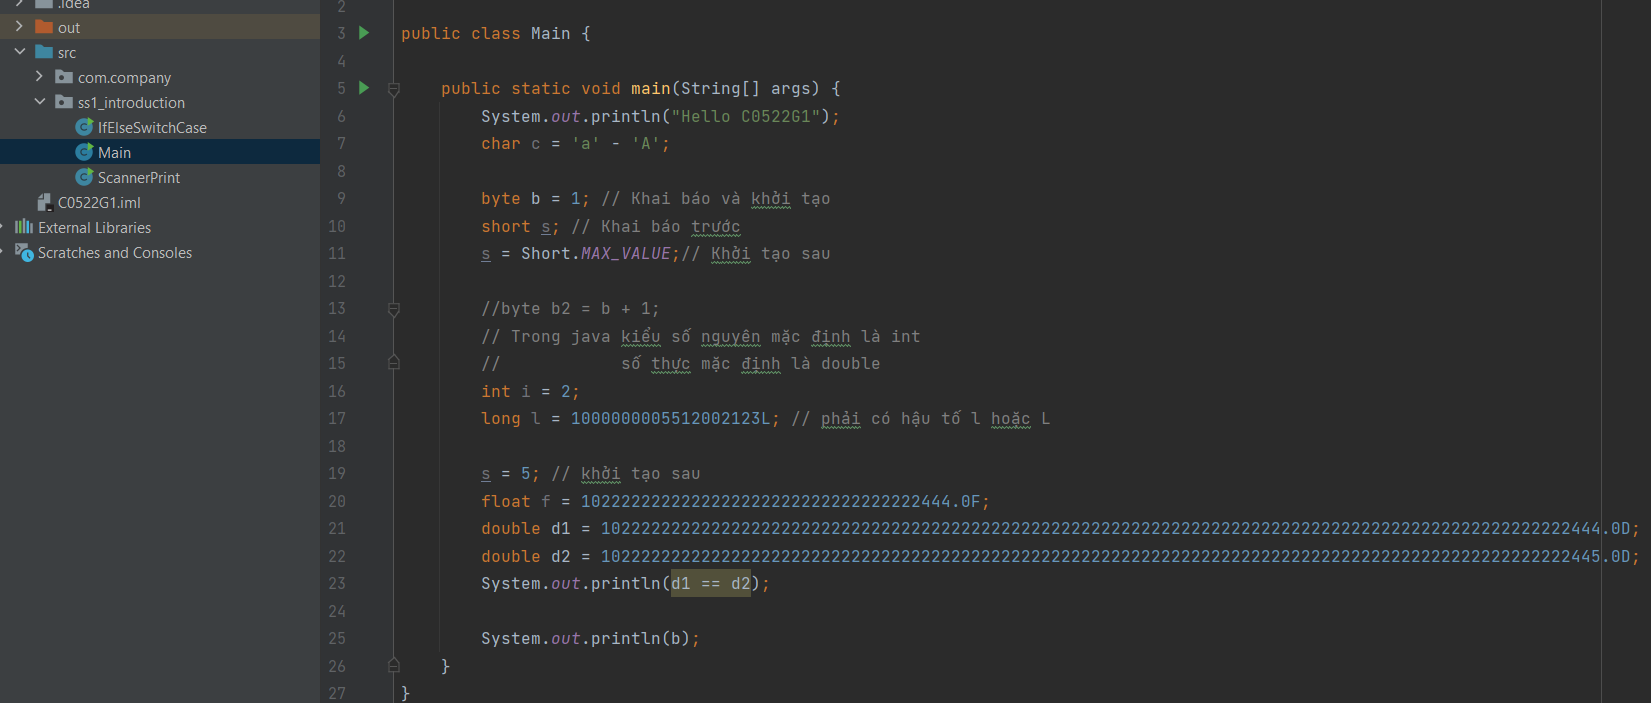 .idea
out
src
com.company
ss1_introduction
IfElseSwitchCase
Main
ScannerPrint
C0522G1.iml
External Libraries
Scratches and Consoles
2
3 public class Main {
4
5 public static void main(String[] args) {
6 System.out.println("Hello C0522G1");
7 char c = 'a' - 'A';
8
9 byte b = 1; // Khai báo và khởi tạo
10 short s; // Khai báo trước
11 s = Short.MAX_VALUE;// Khởi tạo sau
12
13 //byte b2 = b + 1;
14 // Trong java kiểu số nguyên mặc định là int
15 // số thực mặc định là double
16 int i = 2;
17 long l = 1000000005512002123L; // phải có hậu tố l hoặc L
18
19 s = 5; // khởi tạo sau
20 float f = 1022222222222222222222222222222222444.0F;
21 double d1 = 1022222222222222222222222222222222222222222222222222222222222222222222222222222222222222222222222444.0D;
22 double d2 = 1022222222222222222222222222222222222222222222222222222222222222222222222222222222222222222222222445.0D;
23 System.out.println(d1 == d2);
24
25 System.out.println(b);
26 }
27 }